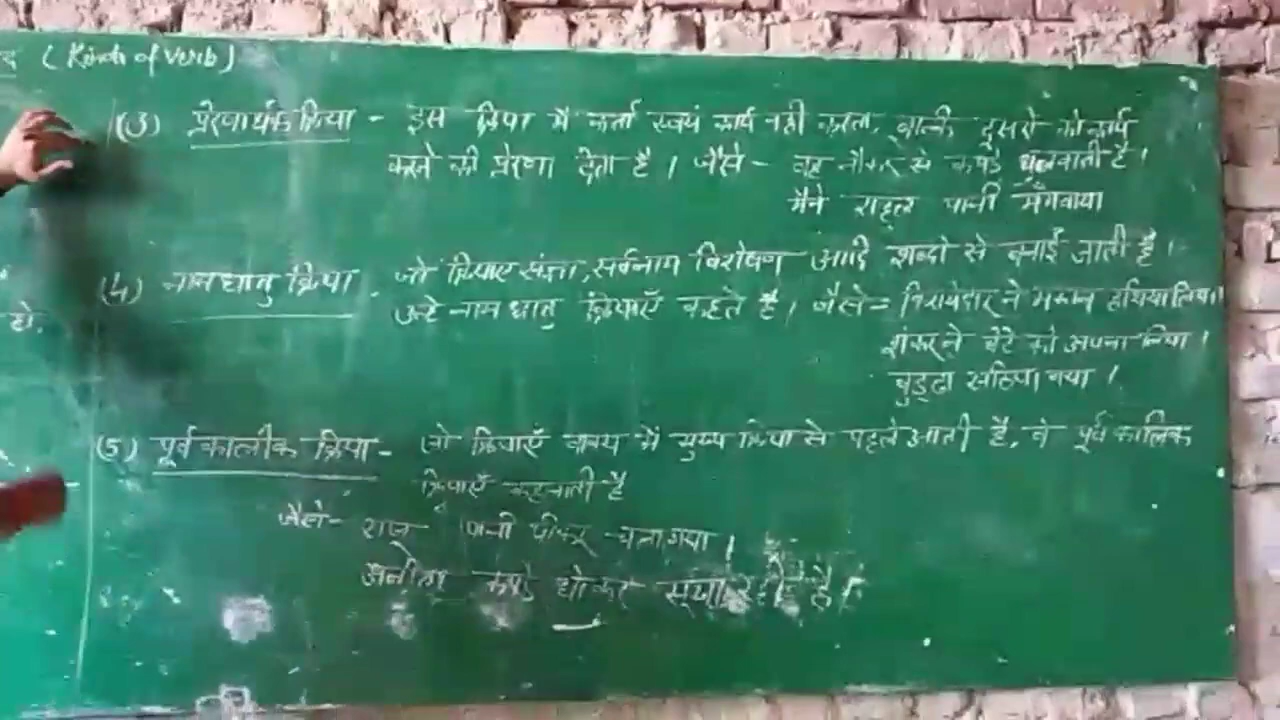 द (Kinds of verb)
(3) प्रेरणार्थक क्रिया - इस क्रिया मे कर्ता स्वयं कार्य नही करता, बाल्की दूसरो को कार्य
करने की प्रेरणा देता है । जैसे - वह नौकर से कपडे धुलवाती है ।
मैने राहूल पानी मँगवाया
(4) नामधातु क्रिया - जो क्रियाएं संज्ञा, सर्वनाम विशेषण आदि शब्दो से बनाई जाती है ।
उन्हे नामधातु क्रियाएँ कहते है । जैसे = किरायेदार ने मकान हथिया लिया।
हो.
शंकर ने बेटे को अपना लिया ।
बुड्ढा सठिया गया ।
(5) पूर्वकालीक क्रिया - जो क्रियाएँ वाक्य में मुख्य क्रिया से पहले आती है, वे पूर्वकालिक
क्रियाएँ कहलाती है
जैसे - राज पानी पीकर चला गया ।
अनीता कपडे धोकर सूखा रही है ।